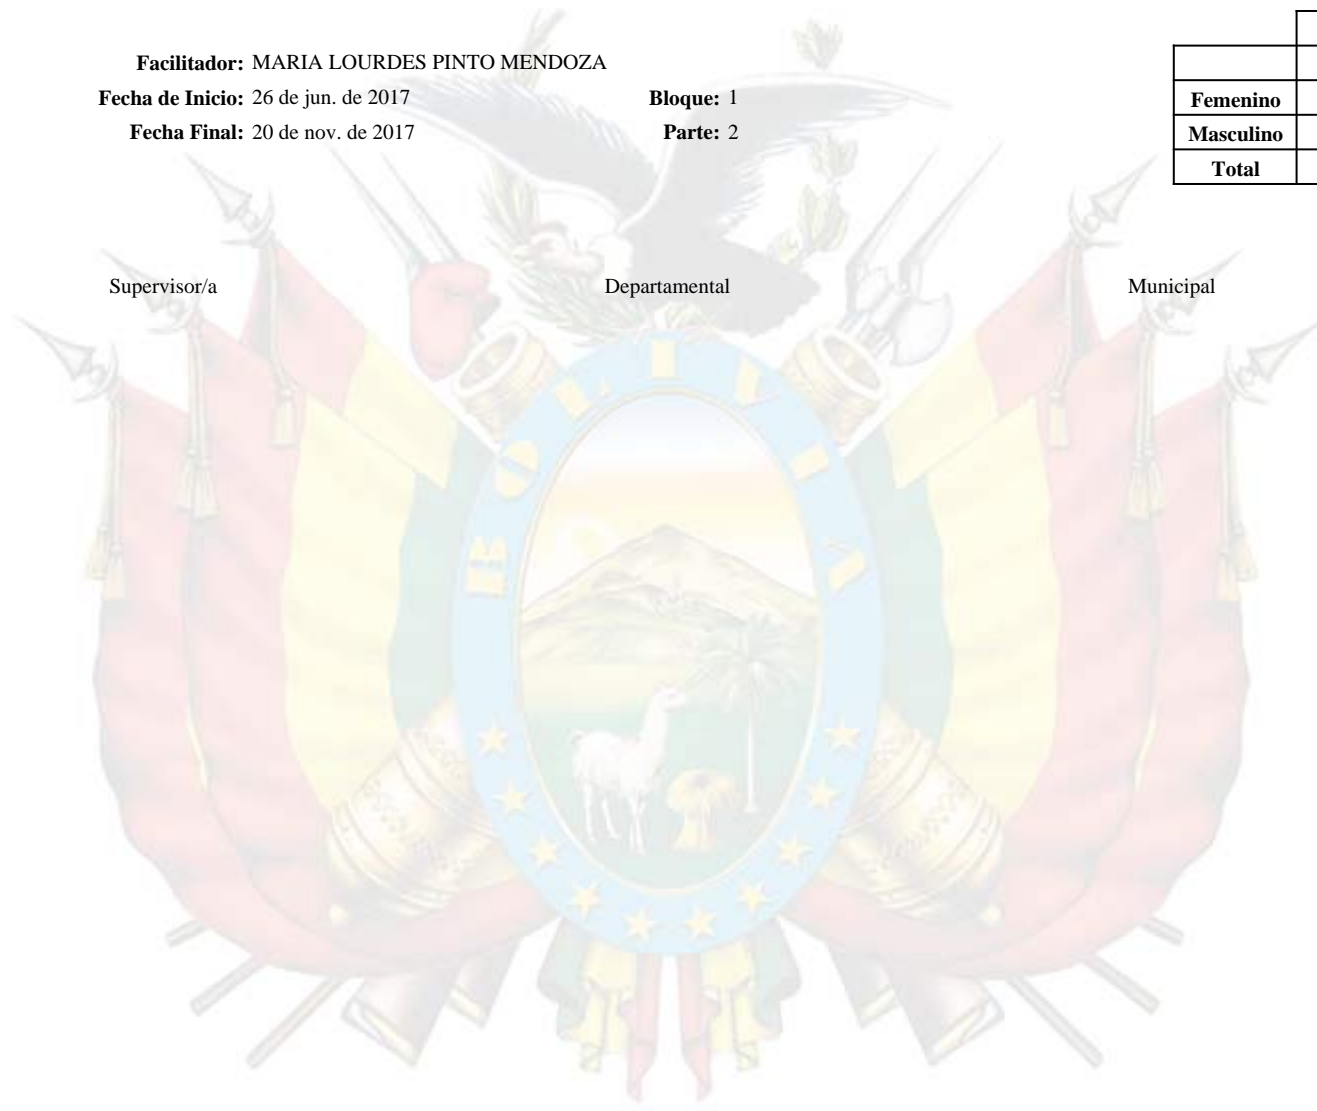 Facilitador: MARIA LOURDES PINTO MENDOZA
Fecha de Inicio: 26 de jun. de 2017 Bloque: 1
Fecha Final: 20 de nov. de 2017 Parte: 2
Femenino
Masculino
Total
Supervisor/a Departamental Municipal
BOLIVIA